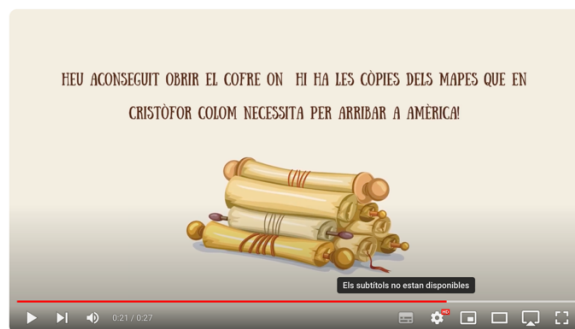 HEU ACONSEGUIT OBRIR EL COFRE ON HI HA LES CÒPIES DELS MAPES QUE EN
CRISTÒFOR COLOM NECESSITA PER ARRIBAR A AMÈRICA!
Els subtítols no estan disponibles
0:21 / 0:27
HD